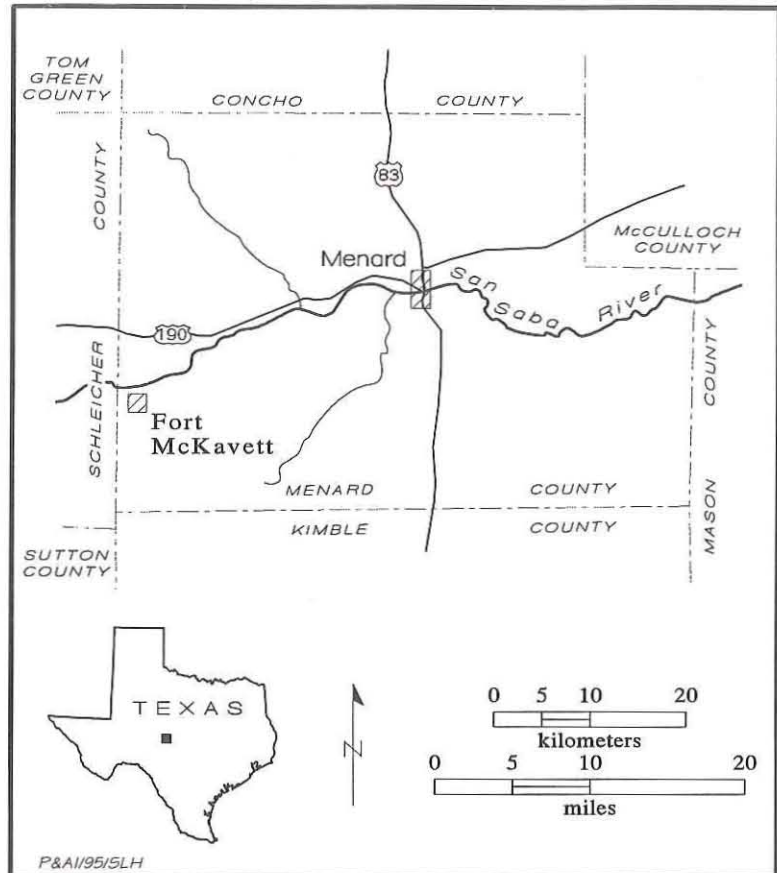 TOM
GREEN
COUNTY
CONCHO COUNTY
COUNTY
83
McCULLOCH
COUNTY
Menard
San Saba River
190
SCHLEICHER
COUNTY
Fort
McKavett
MENARD COUNTY
KIMBLE COUNTY
MASON
SUTTON
COUNTY
TEXAS
N
0 5 10 20
kilometers
0 5 10 20
miles
P&AI/95/SLH